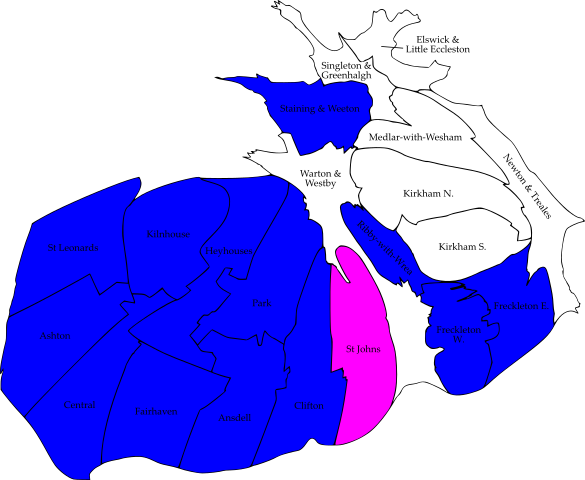 Elswick &
Little Eccleston
Singleton &
Greenhalgh
Staining & Weeton
Medlar-with-Wesham
Newton & Treales
Warton &
Westby
Kirkham N.
Kirkham S.
Ribby-with-Wrea
St Leonards
Kilnhouse
Heyhouses
Park
Freckleton E.
Freckleton
W.
Ashton
St Johns
Central
Fairhaven
Ansdell
Clifton